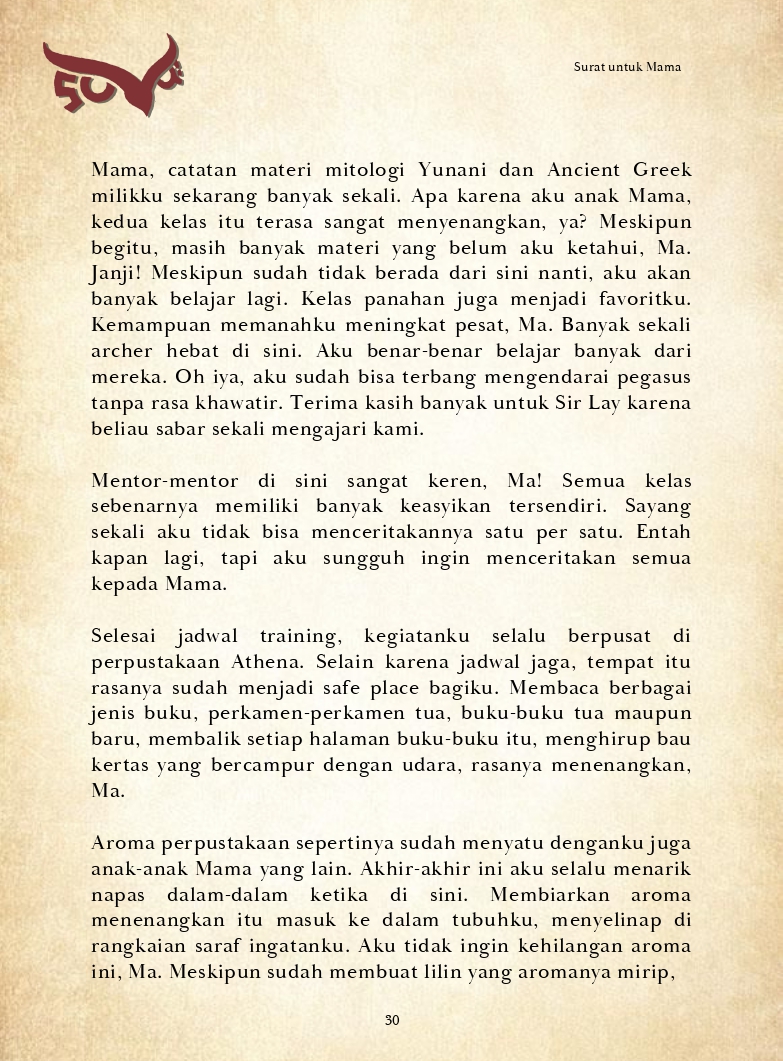 Surat untuk Mama
Mama, catatan materi mitologi Yunani dan Ancient Greek
milikku sekarang banyak sekali. Apa karena aku anak Mama,
kedua kelas itu terasa sangat menyenangkan, ya? Meskipun
begitu, masih banyak materi yang belum aku ketahui, Ma.
Janji! Meskipun sudah tidak berada dari sini nanti, aku akan
banyak belajar lagi. Kelas panahan juga menjadi favoritku.
Kemampuan memanahku meningkat pesat, Ma. Banyak sekali
archer hebat di sini. Aku benar-benar belajar banyak dari
mereka. Oh iya, aku sudah bisa terbang mengendarai pegasus
tanpa rasa khawatir. Terima kasih banyak untuk Sir Lay karena
beliau sabar sekali mengajari kami.
Mentor-mentor di sini sangat keren, Ma! Semua kelas
sebenarnya memiliki banyak keasyikan tersendiri. Sayang
sekali aku tidak bisa menceritakannya satu per satu. Entah
kapan lagi, tapi aku sungguh ingin menceritakan semua
kepada Mama.
Selesai jadwal training, kegiatanku selalu berpusat di
perpustakaan Athena. Selain karena jadwal jaga, tempat itu
rasanya sudah menjadi safe place bagiku. Membaca berbagai
jenis buku, perkamen-perkamen tua, buku-buku tua maupun
baru, membalik setiap halaman buku-buku itu, menghirup bau
kertas yang bercampur dengan udara, rasanya menenangkan,
Ma.
Aroma perpustakaan sepertinya sudah menyatu denganku juga
anak-anak Mama yang lain. Akhir-akhir ini aku selalu menarik
napas dalam-dalam ketika di sini. Membiarkan aroma
menenangkan itu masuk ke dalam tubuhku, menyelinap di
rangkaian saraf ingatanku. Aku tidak ingin kehilangan aroma
ini, Ma. Meskipun sudah membuat lilin yang aromanya mirip,
30